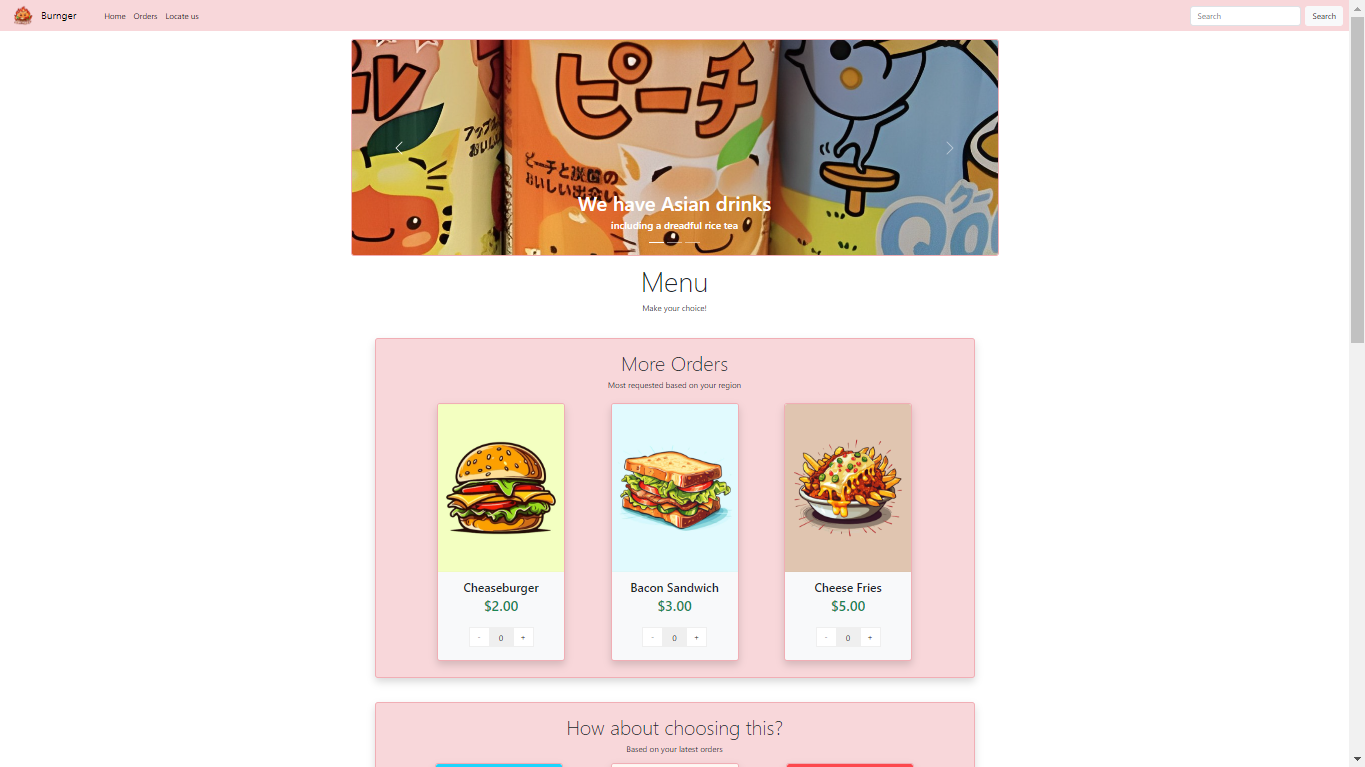 Burnger
Home
Orders
Locate us
Search
Search
ル
ピーチ
ピーチと淡雪の
おいしい出会い
We have Asian drinks
including a dreadful rice tea
Menu
Make your choice!
More Orders
Most requested based on your region
Cheaseburger
$2.00
- 0 +
Bacon Sandwich
$3.00
- 0 +
Cheese Fries
$5.00
- 0 +
How about choosing this?
Based on your latest orders